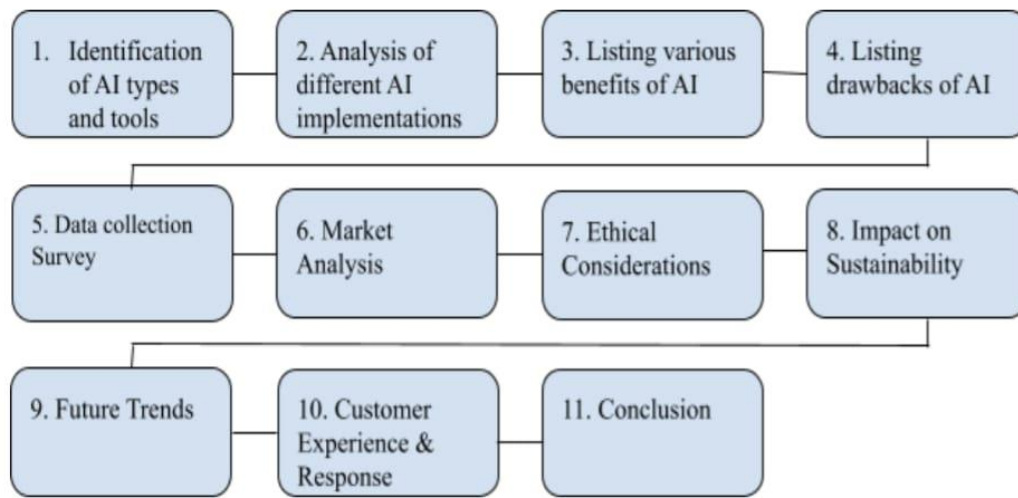 1. Identification
of AI types
and tools
2. Analysis of
different AI
implementations
3. Listing various
benefits of AI
4. Listing
drawbacks of AI
5. Data collection
Survey
6. Market
Analysis
7. Ethical
Considerations
8. Impact on
Sustainability
9. Future Trends
10. Customer
Experience &
Response
11. Conclusion